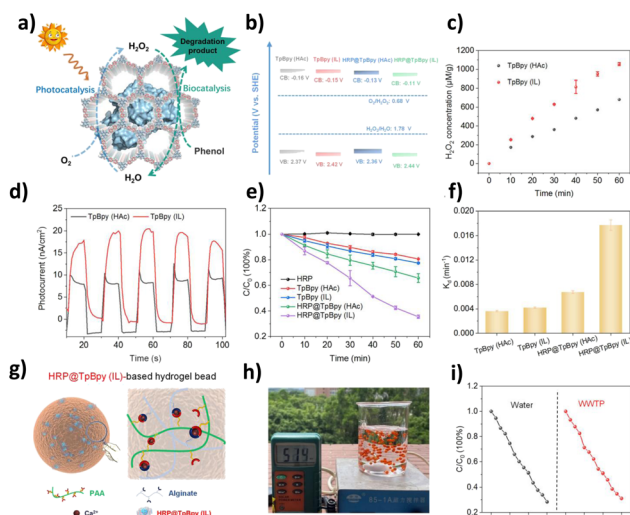 a)
H₂O₂
Degradation
product
Photocatalysis
Biocatalysis
O₂
Phenol
H₂O
b)
Potential (V vs. SHE)
TpBpy (HAc) TpBpy (IL) HRP@TpBpy (HAc) HRP@TpBpy (IL)
CB: -0.16 V CB: -0.15 V CB: -0.13 V CB: -0.11 V
O₂/H₂O₂: 0.68 V
H₂O₂/H₂O: 1.78 V
VB: 2.37 V VB: 2.42 V VB: 2.36 V VB: 2.44 V
c)
H₂O₂ concentration (μM/g)
1200
1000
800
600
400
200
0
TpBpy (HAc)
TpBpy (IL)
0 10 20 30 40 50 60
Time (min)
d)
Photocurrent (nA/cm²)
25
20
15
10
5
0
TpBpy (HAc) TpBpy (IL)
20 40 60 80 100
Time (s)
e)
C/C₀ (100%)
1.2
1.0
0.8
0.6
0.4
0.2
HRP
TpBpy (HAc)
TpBpy (IL)
HRP@TpBpy (HAc)
HRP@TpBpy (IL)
0 10 20 30 40 50 60
Time (min)
f)
0.020
0.016
0.012
0.008
0.004
0.000
TpBpy (HAc)
TpBpy (IL)
HRP@TpBpy (HAc)
HRP@TpBpy (IL)
g)
HRP@TpBpy (IL)-based hydrogel bead
PAA
Alginate
Ca²⁺
HRP@TpBpy (IL)
h)
i)
C/C₀ (100%)
1.0
0.8
0.6
0.4
0.2
Water
WWTP